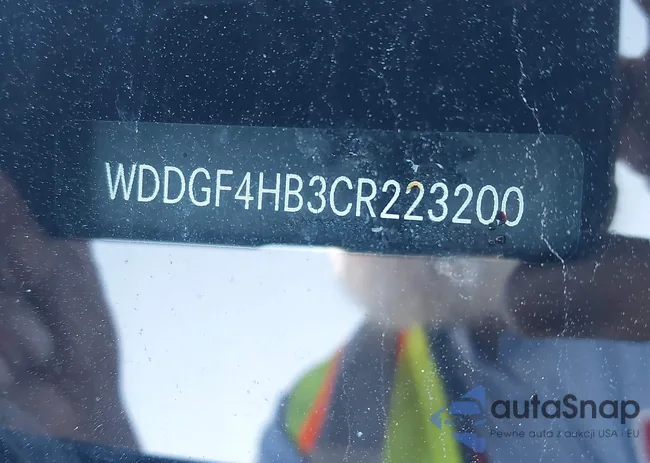 WDDGF4HB3CR223200
autaSnap
Pewne auta z aukcji USA i EU